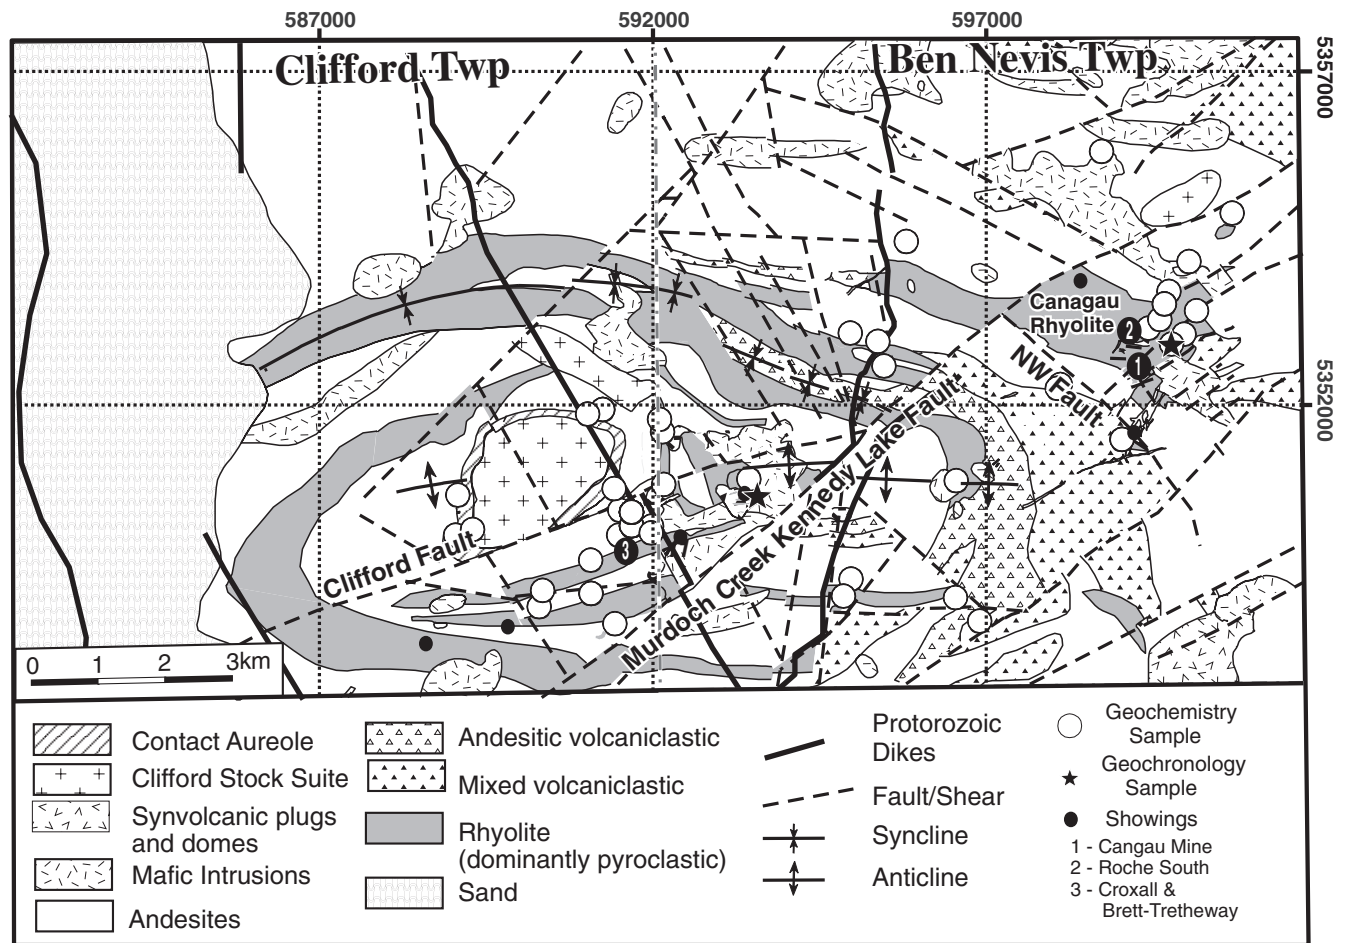 587000
592000
597000
Clifford Twp
Ben Nevis Twp
5357000
Canagau
Rhyolite
2
1
NW Fault
5352000
Murdoch Creek Kennedy Lake Fault
3
Clifford Fault
0 1 2 3km
Contact Aureole
Clifford Stock Suite
Synvolcanic plugs
and domes
Mafic Intrusions
Andesites
Andesitic volcaniclastic
Mixed volcaniclastic
Rhyolite
(dominantly pyroclastic)
Sand
Protorozoic
Dikes
Fault/Shear
Syncline
Anticline
Geochemistry
Sample
Geochronology
Sample
Showings
1 - Cangau Mine
2 - Roche South
3 - Croxall &
Brett-Tretheway